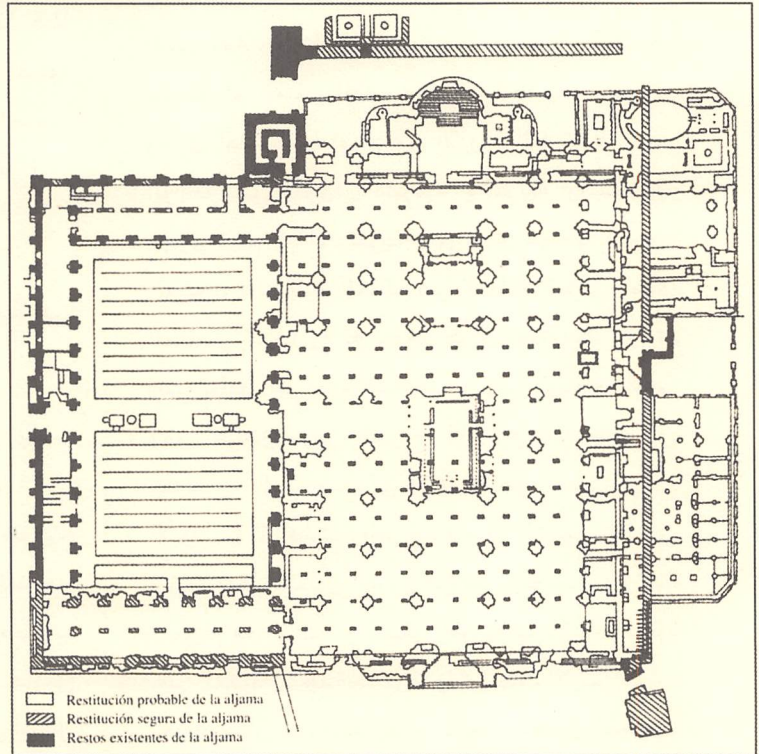 Restitución probable de la aljama
Restitución segura de la aljama
Restos existentes de la aljama